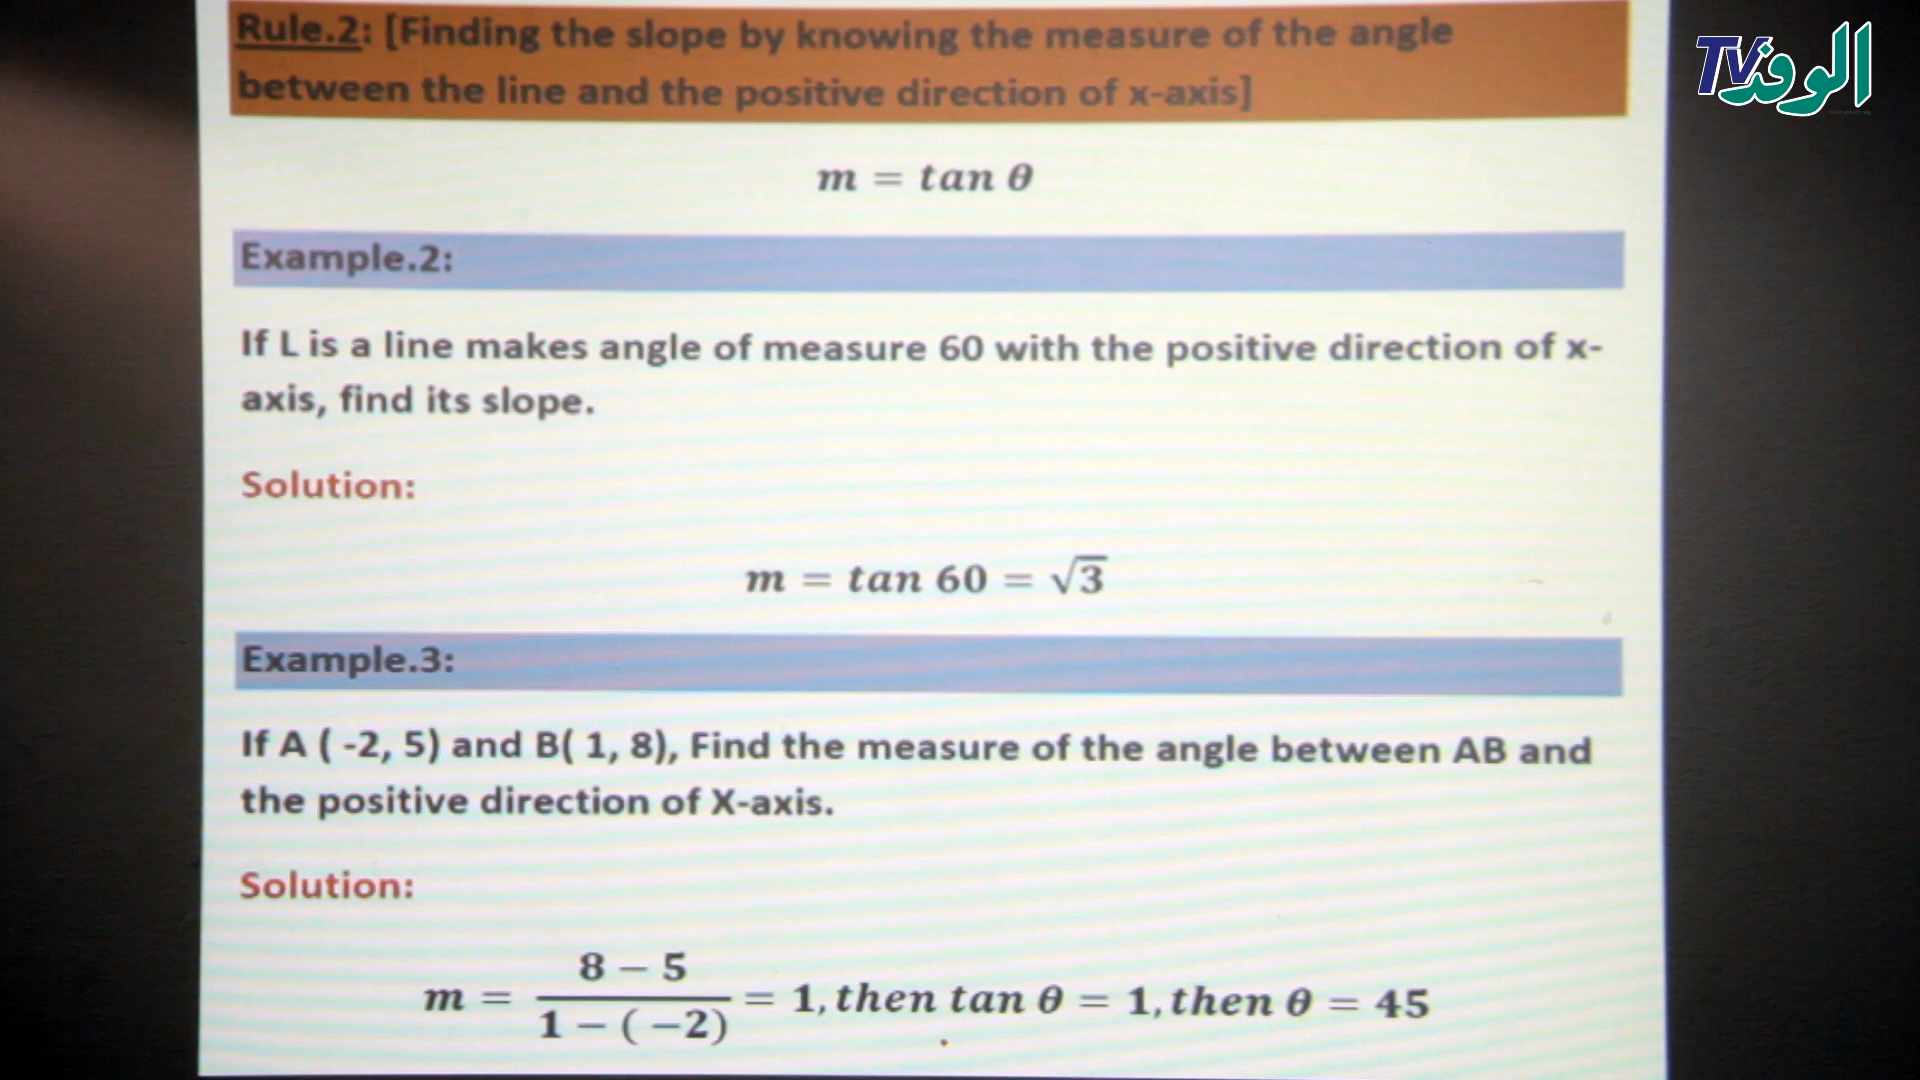 Rule.2: [Finding the slope by knowing the measure of the angle
between the line and the positive direction of x-axis]
الوفد TV
m = tan θ
Example.2:
If L is a line makes angle of measure 60 with the positive direction of x-
axis, find its slope.
Solution:
m = tan 60 = √3
Example.3:
If A ( -2, 5) and B( 1, 8), Find the measure of the angle between AB and
the positive direction of X-axis.
Solution:
m = (8 − 5)/(1 − ( −2)) = 1, then tan θ = 1, then θ = 45